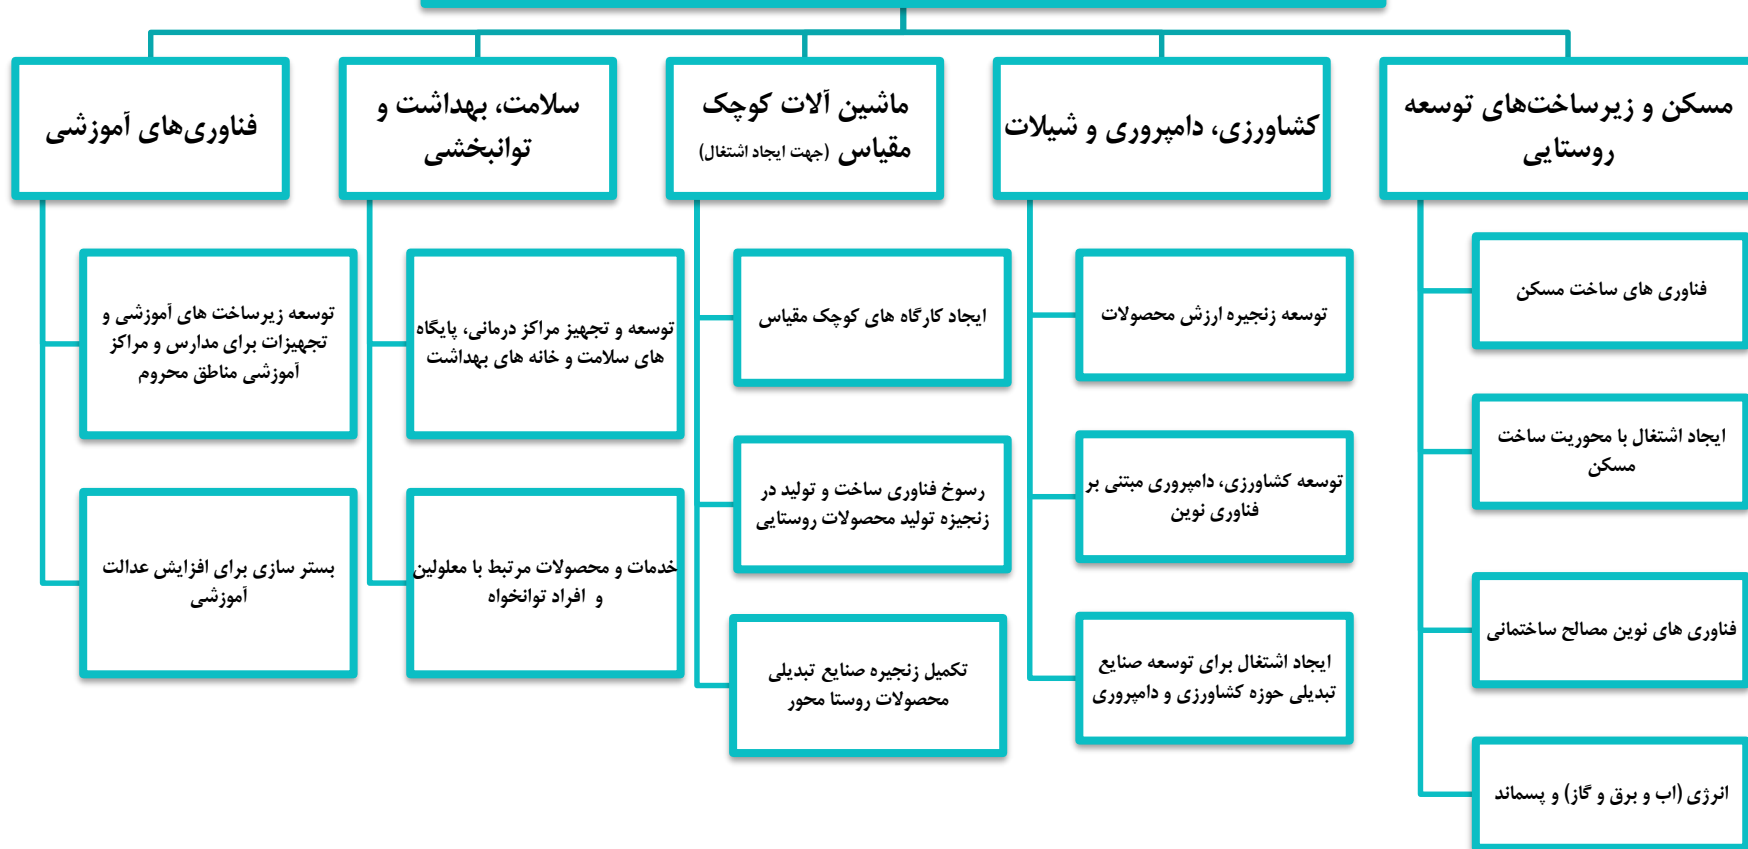 مسکن و زیرساخت‌های توسعه
روستایی
فناوری های ساخت مسکن
ایجاد اشتغال با محوریت ساخت
مسکن
فناوری های نوین مصالح ساختمانی
انرژی (اب و برق و گاز) و پسماند
کشاورزی، دامپروری و شیلات
توسعه زنجیره ارزش محصولات
توسعه کشاورزی، دامپروری مبتنی بر
فناوری نوین
ایجاد اشتغال برای توسعه صنایع
تبدیلی حوزه کشاورزی و دامپروری
ماشین آلات کوچک
مقیاس (جهت ایجاد اشتغال)
ایجاد کارگاه های کوچک مقیاس
رسوخ فناوری ساخت و تولید در
زنجیزه تولید محصولات روستایی
تکمیل زنجیره صنایع تبدیلی
محصولات روستا محور
سلامت، بهداشت و
توانبخشی
توسعه و تجهیز مراکز درمانی، پایگاه
های سلامت و خانه های بهداشت
خدمات و محصولات مرتبط با معلولین
و افراد توانخواه
فناوری‌های آموزشی
توسعه زیرساخت های آموزشی و
تجهیزات برای مدارس و مراکز
آموزشی مناطق محروم
بستر سازی برای افزایش عدالت
آموزشی